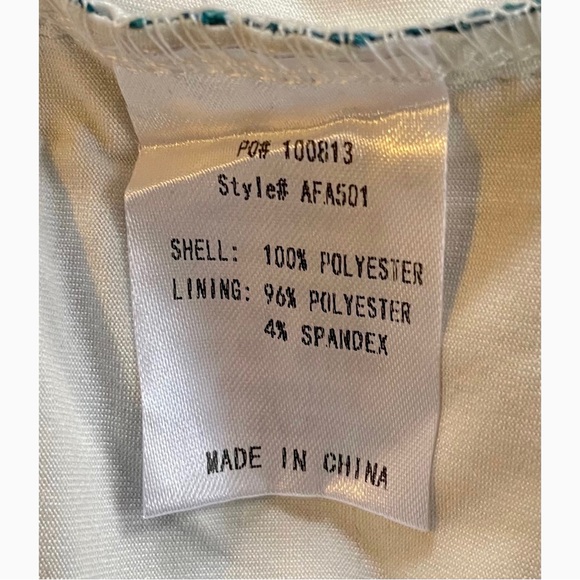 PO# 100813
Style# AFA501
SHELL: 100% POLYESTER
LINING: 96% POLYESTER
4% SPANDEX
MADE IN CHINA